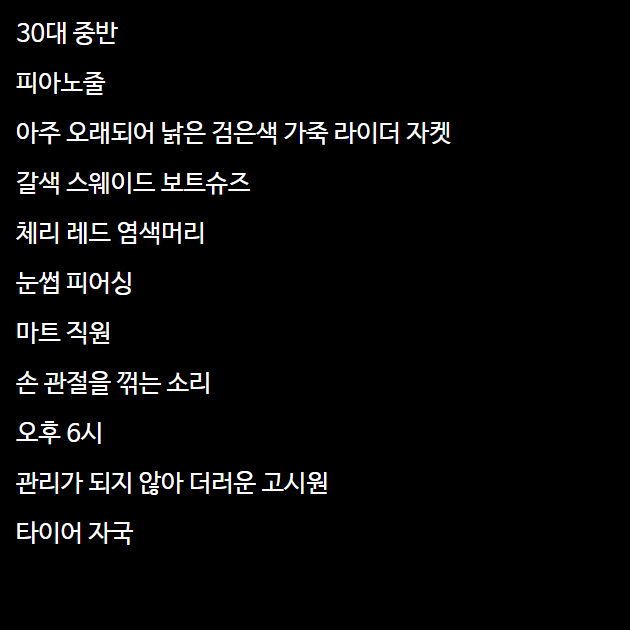 30대 중반
피아노줄
아주 오래되어 낡은 검은색 가죽 라이더 자켓
갈색 스웨이드 보트슈즈
체리 레드 염색머리
눈썹 피어싱
마트 직원
손 관절을 꺾는 소리
오후 6시
관리가 되지 않아 더러운 고시원
타이어 자국